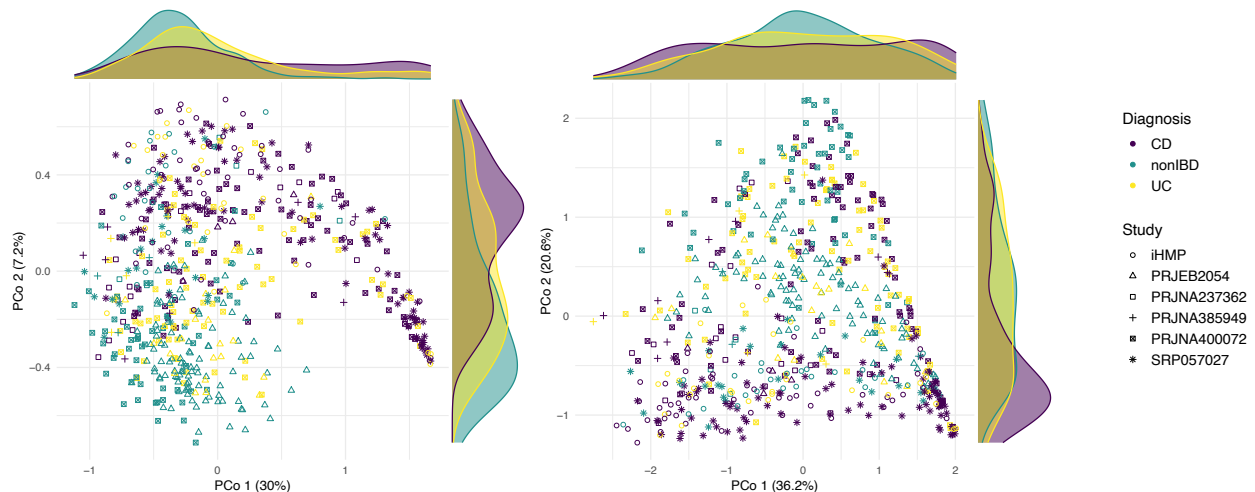 0.4
0.0
−0.4
−1
0
1
PCo 2 (7.2%)
PCo 1 (30%)
2
1
0
−1
−2
−1
0
1
2
PCo 2 (20.6%)
PCo 1 (36.2%)
Diagnosis
CD
nonIBD
UC
Study
iHMP
PRJEB2054
PRJNA237362
PRJNA385949
PRJNA400072
SRP057027